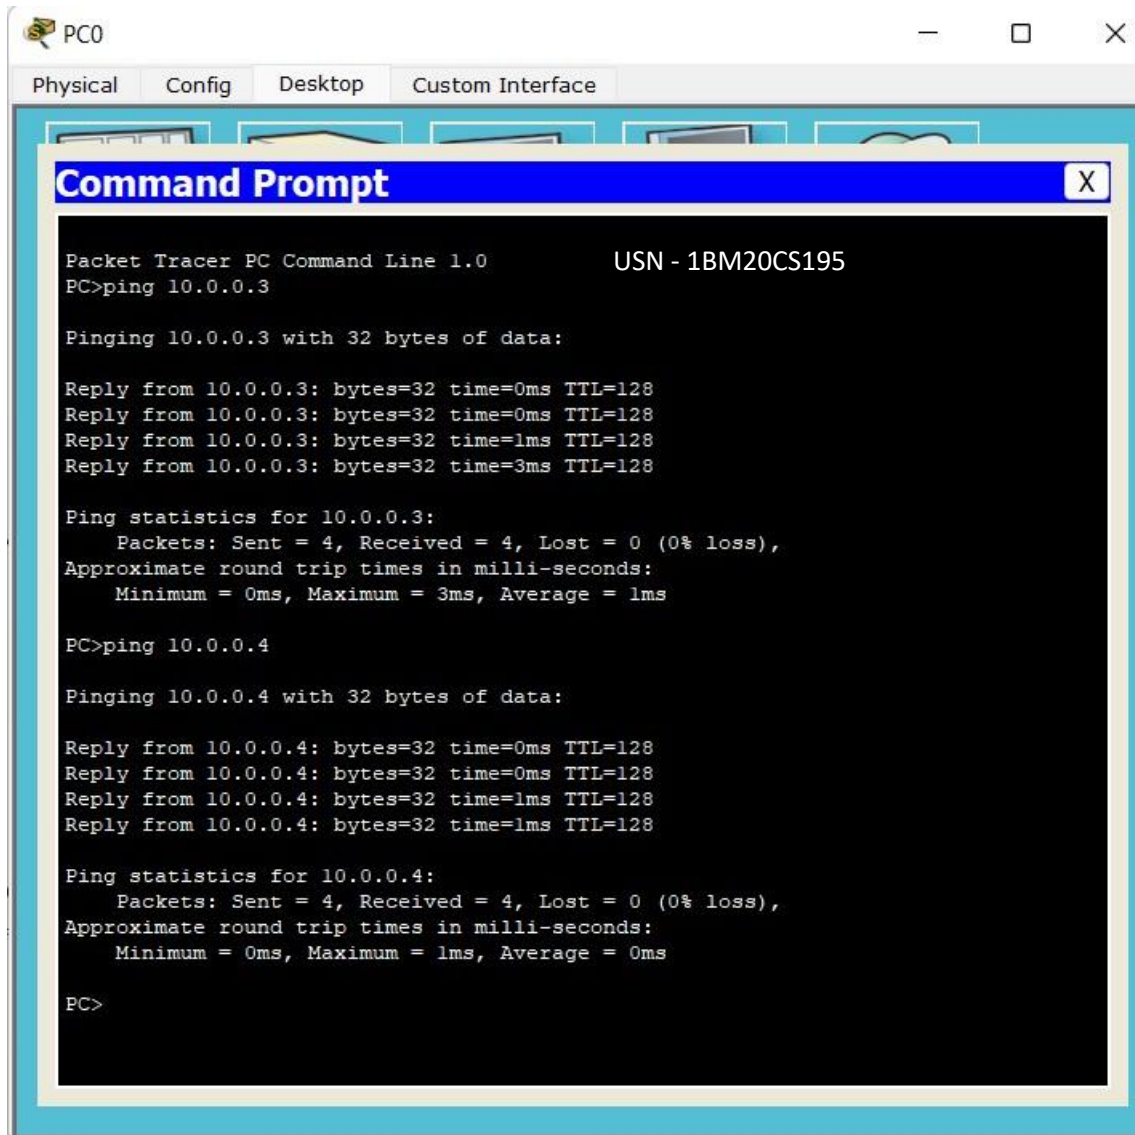 PC0
Physical Config Desktop Custom Interface
Command Prompt X
Packet Tracer PC Command Line 1.0 USN - 1BM20CS195
PC>ping 10.0.0.3
Pinging 10.0.0.3 with 32 bytes of data:
Reply from 10.0.0.3: bytes=32 time=0ms TTL=128
Reply from 10.0.0.3: bytes=32 time=0ms TTL=128
Reply from 10.0.0.3: bytes=32 time=1ms TTL=128
Reply from 10.0.0.3: bytes=32 time=3ms TTL=128
Ping statistics for 10.0.0.3:
Packets: Sent = 4, Received = 4, Lost = 0 (0% loss),
Approximate round trip times in milli-seconds:
Minimum = 0ms, Maximum = 3ms, Average = 1ms
PC>ping 10.0.0.4
Pinging 10.0.0.4 with 32 bytes of data:
Reply from 10.0.0.4: bytes=32 time=0ms TTL=128
Reply from 10.0.0.4: bytes=32 time=0ms TTL=128
Reply from 10.0.0.4: bytes=32 time=1ms TTL=128
Reply from 10.0.0.4: bytes=32 time=1ms TTL=128
Ping statistics for 10.0.0.4:
Packets: Sent = 4, Received = 4, Lost = 0 (0% loss),
Approximate round trip times in milli-seconds:
Minimum = 0ms, Maximum = 1ms, Average = 0ms
PC>